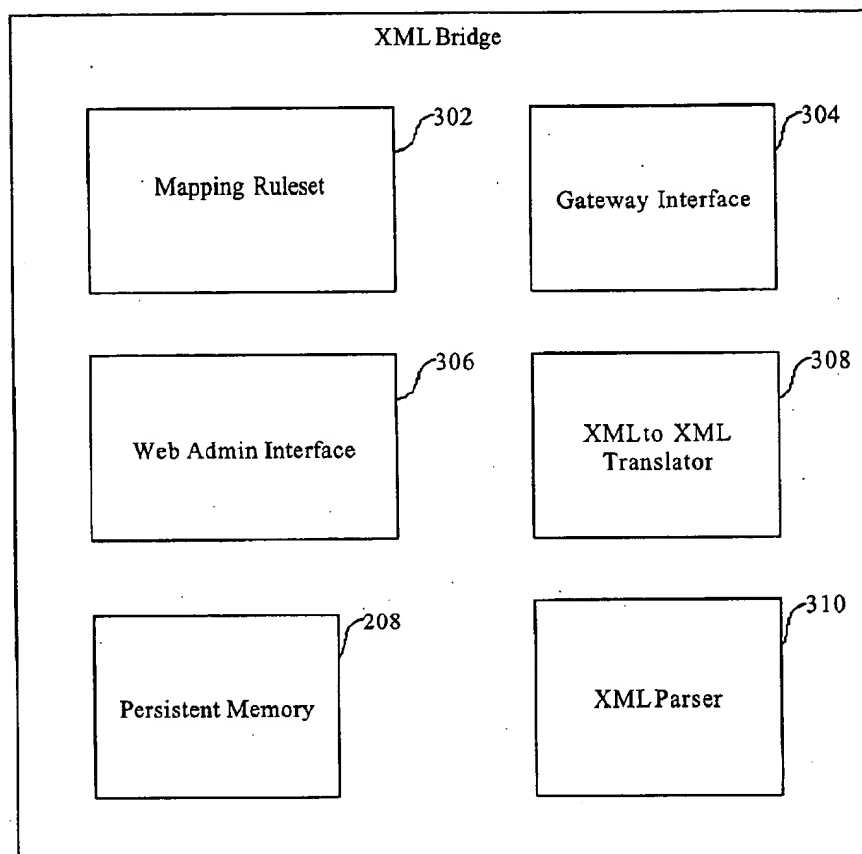 XML Bridge
302
Mapping Ruleset
304
Gateway Interface
306
Web Admin Interface
308
XML to XML
Translator
208
Persistent Memory
310
XML Parser